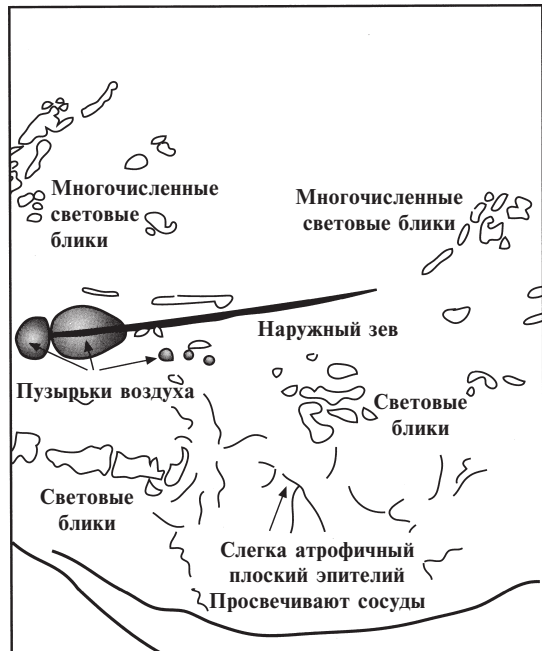 Многочисленные
световые
блики
Многочисленные
световые блики
Наружный зев
Пузырьки воздуха
Световые
блики
Световые
блики
Слегка атрофичный
плоский эпителий
Просвечивают сосуды